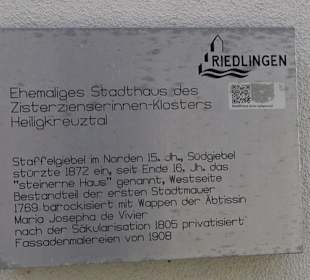 RIEDLINGEN
Ehemaliges Stadthaus des
Zisterzienserinnen-Klosters
Heiligkreuztal
Staffelgiebel im Norden 15. Jh., Südgiebel
stürzte 1872 ein, seit Ende 16. Jh. das
"steinerne Haus" genannt, Westseite
Bestandteil der ersten Stadtmauer
1769 barockisiert mit Wappen der Äbtissin
Maria Josepha de Vivier
nach der Säkularisation 1805 privatisiert
Fassadenmalereien von 1908